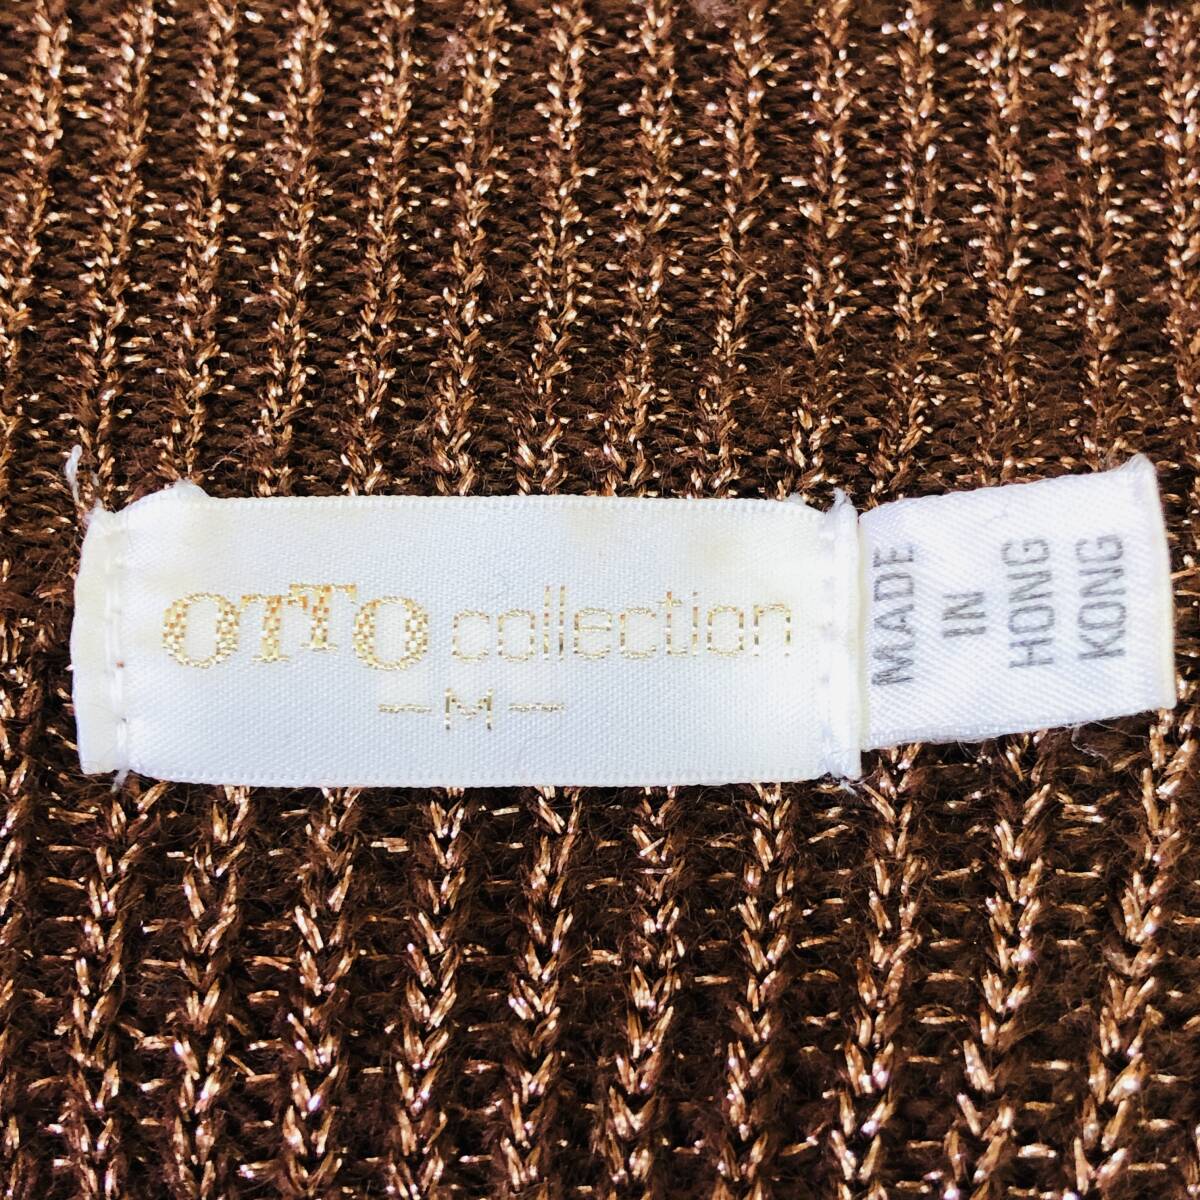 OTTO collection
— M —
MADE
IN
HONG
KONG